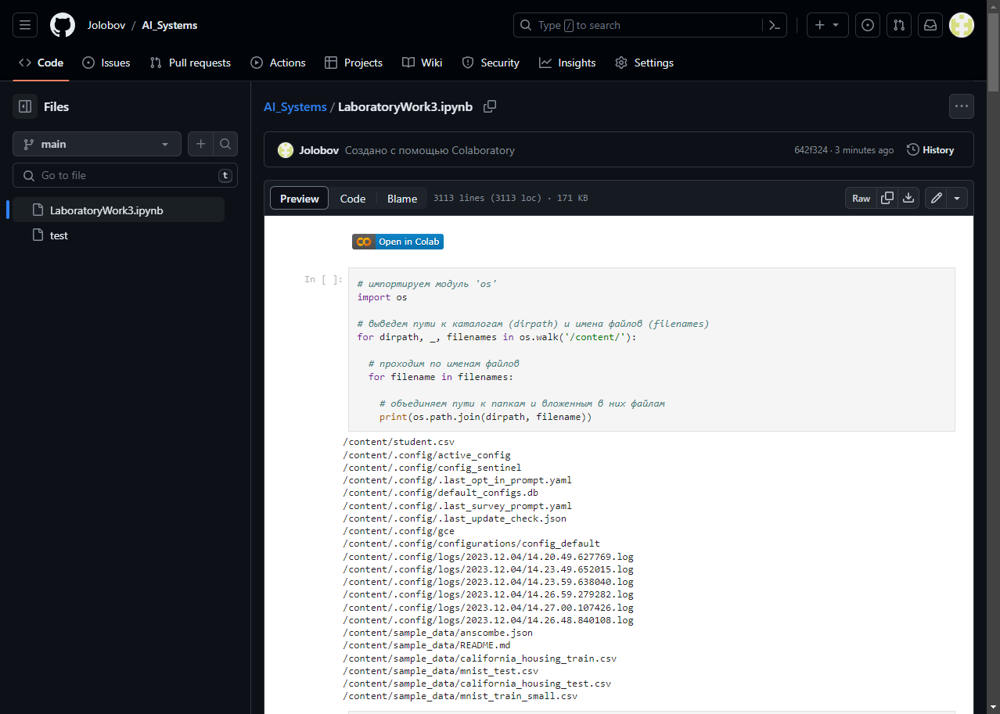 Jolobov / AI_Systems
Type / to search
Code Issues Pull requests Actions Projects Wiki Security Insights Settings
Files
main
Go to file t
LaboratoryWork3.ipynb
test
AI_Systems / LaboratoryWork3.ipynb
Jolobov Создано с помощью Colaboratory 642f324 · 3 minutes ago History
Preview Code Blame 3113 lines (3113 loc) · 171 KB Raw
Open in Colab
In [ ]:
# импортируем модуль 'os'
import os
# выведем пути к каталогам (dirpath) и имена файлов (filenames)
for dirpath, _, filenames in os.walk('/content/'):
# проходим по именам файлов
for filename in filenames:
# объединяем пути к папкам и вложенным в них файлам
print(os.path.join(dirpath, filename))
/content/student.csv
/content/.config/active_config
/content/.config/config_sentinel
/content/.config/.last_opt_in_prompt.yaml
/content/.config/default_configs.db
/content/.config/.last_survey_prompt.yaml
/content/.config/.last_update_check.json
/content/.config/gce
/content/.config/configurations/config_default
/content/.config/logs/2023.12.04/14.20.49.627769.log
/content/.config/logs/2023.12.04/14.23.49.652015.log
/content/.config/logs/2023.12.04/14.23.59.638040.log
/content/.config/logs/2023.12.04/14.26.59.279282.log
/content/.config/logs/2023.12.04/14.27.00.107426.log
/content/.config/logs/2023.12.04/14.26.48.840108.log
/content/sample_data/anscombe.json
/content/sample_data/README.md
/content/sample_data/california_housing_train.csv
/content/sample_data/mnist_test.csv
/content/sample_data/california_housing_test.csv
/content/sample_data/mnist_train_small.csv